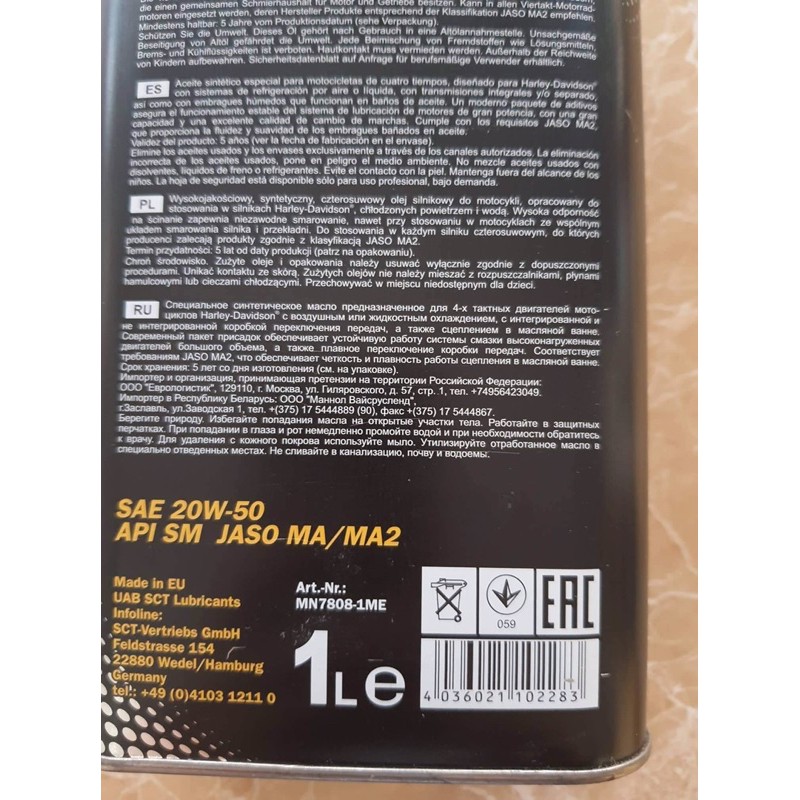 die einen gemeinsamen Schmierhaushalt für Motor und Getriebe besitzen. Kann in allen Viertakt-Motorrad.
motoren eingesetzt werden, deren Hersteller Produkte entsprechend der Klassifikation JASO MA2 empfehlen.
Mindestens haltbar: 5 Jahre vom Produktionsdatum (sehe Verpackung).
Schützen Sie die Umwelt. Dieses Öl gehört nach Gebrauch in eine Altölannahmestelle. Unsachgemäße
Beseitigung von Altöl gefährdet die Umwelt. Jede Beimischung von Fremdstoffen wie Lösungsmitteln,
Brems- und Kühlflüssigkeiten ist verboten. Hautkontakt muss vermieden werden. Außerhalb der Reichweite
von Kindern aufbewahren. Sicherheitsdatenblatt auf Anfrage für berufsmäßige Verwender erhältlich.
ES Aceite sintético especial para motocicletas de cuatro tiempos, diseñado para Harley-Davidson®
con sistemas de refrigeración por aire o líquida, con transmisiones integrales y/o separado,
así como con embragues húmedos que funcionan en baños de aceite. Un moderno paquete de aditivos
asegura el funcionamiento estable del sistema de lubricación de motores de gran potencia, con una gran
capacidad y una excelente calidad de cambio de marchas. Cumple con los requisitos JASO MA2,
que proporciona la fluidez y suavidad de los embragues bañados en aceite.
Validez del producto: 5 años (ver la fecha de fabricación en el envase).
Elimine los aceites usados y los envases exclusivamente a través de los canales autorizados. La eliminación
incorrecta de los aceites usados, pone en peligro el medio ambiente. No mezcle aceites usados con
disolventes, líquidos de freno o refrigerantes. Evite el contacto con la piel. Mantenga fuera del alcance de los
niños. La hoja de seguridad está disponible sólo para uso profesional, bajo demanda.
PL Wysokojakościowy, syntetyczny, czterosuwowy olej silnikowy do motocykli, opracowany do
stosowania w silnikach Harley-Davidson®, chłodzonych powietrzem i wodą. Wysoka odporność
na ścinanie zapewnia niezawodne smarowanie, nawet przy stosowaniu w motocyklach ze wspólnym
układem smarowania silnika i przekładni. Do stosowania w każdym silniku czterosuwowym, do których
producenci zalecają produkty zgodnie z klasyfikacją JASO MA2.
Termin przydatności: 5 lat od daty produkcji (patrz na opakowaniu).
Chroń środowisko. Zużyte oleje i opakowania należy usuwać wyłącznie zgodnie z dopuszczonymi
procedurami. Unikać kontaktu ze skórą. Zużytych olejów nie należy mieszać z rozpuszczalnikami, płynami
hamulcowymi lub cieczami chłodzącymi. Przechowywać w miejscu niedostępnym dla dzieci.
RU Специальное синтетическое масло предназначенное для 4-х тактных двигателей мото-
циклов Harley-Davidson® с воздушным или жидкостным охлаждением, с интегрированной и
не интегрированной коробкой переключения передач, а также сцеплением в масляной ванне.
Современный пакет присадок обеспечивает устойчивую работу системы смазки высоконагруженных
двигателей большого объема, а также плавное переключение коробки передач. Соответствует
требованиям JASO MA2, что обеспечивает четкость и плавность работы сцепления в масляной ванне.
Срок хранения: 5 лет со дня изготовления (см. на упаковке).
Импортер и организация, принимающая претензии на территории Российской Федерации:
ООО "Еврологистик", 129110, г. Москва, ул. Гиляровского, д. 57, стр. 1, тел. +74956423049.
Импортер в Республику Беларусь: ООО "Маннол Вайсрусленд",
г.Заславль, ул.Заводская 1, тел. +(375) 17 5444889 (90), факс +(375) 17 5444867.
Берегите природу. Избегайте попадания масла на открытые участки тела. Работайте в защитных
перчатках. При попадании в глаза и рот немедленно промойте водой и при необходимости обратитесь
к врачу. Для удаления с кожного покрова используйте мыло. Утилизируйте отработанное масло в
специально отведенных местах. Не сливайте в канализацию, почву и водоемы.
SAE 20W-50
API SM JASO MA/MA2
Made in EU
UAB SCT Lubricants
Infoline:
SCT-Vertriebs GmbH
Feldstrasse 154
22880 Wedel/Hamburg
Germany
tel.: +49 (0)4103 1211 0
Art.-Nr.:
MN7808-1ME
1L e
059
EAC
4 036021 102283